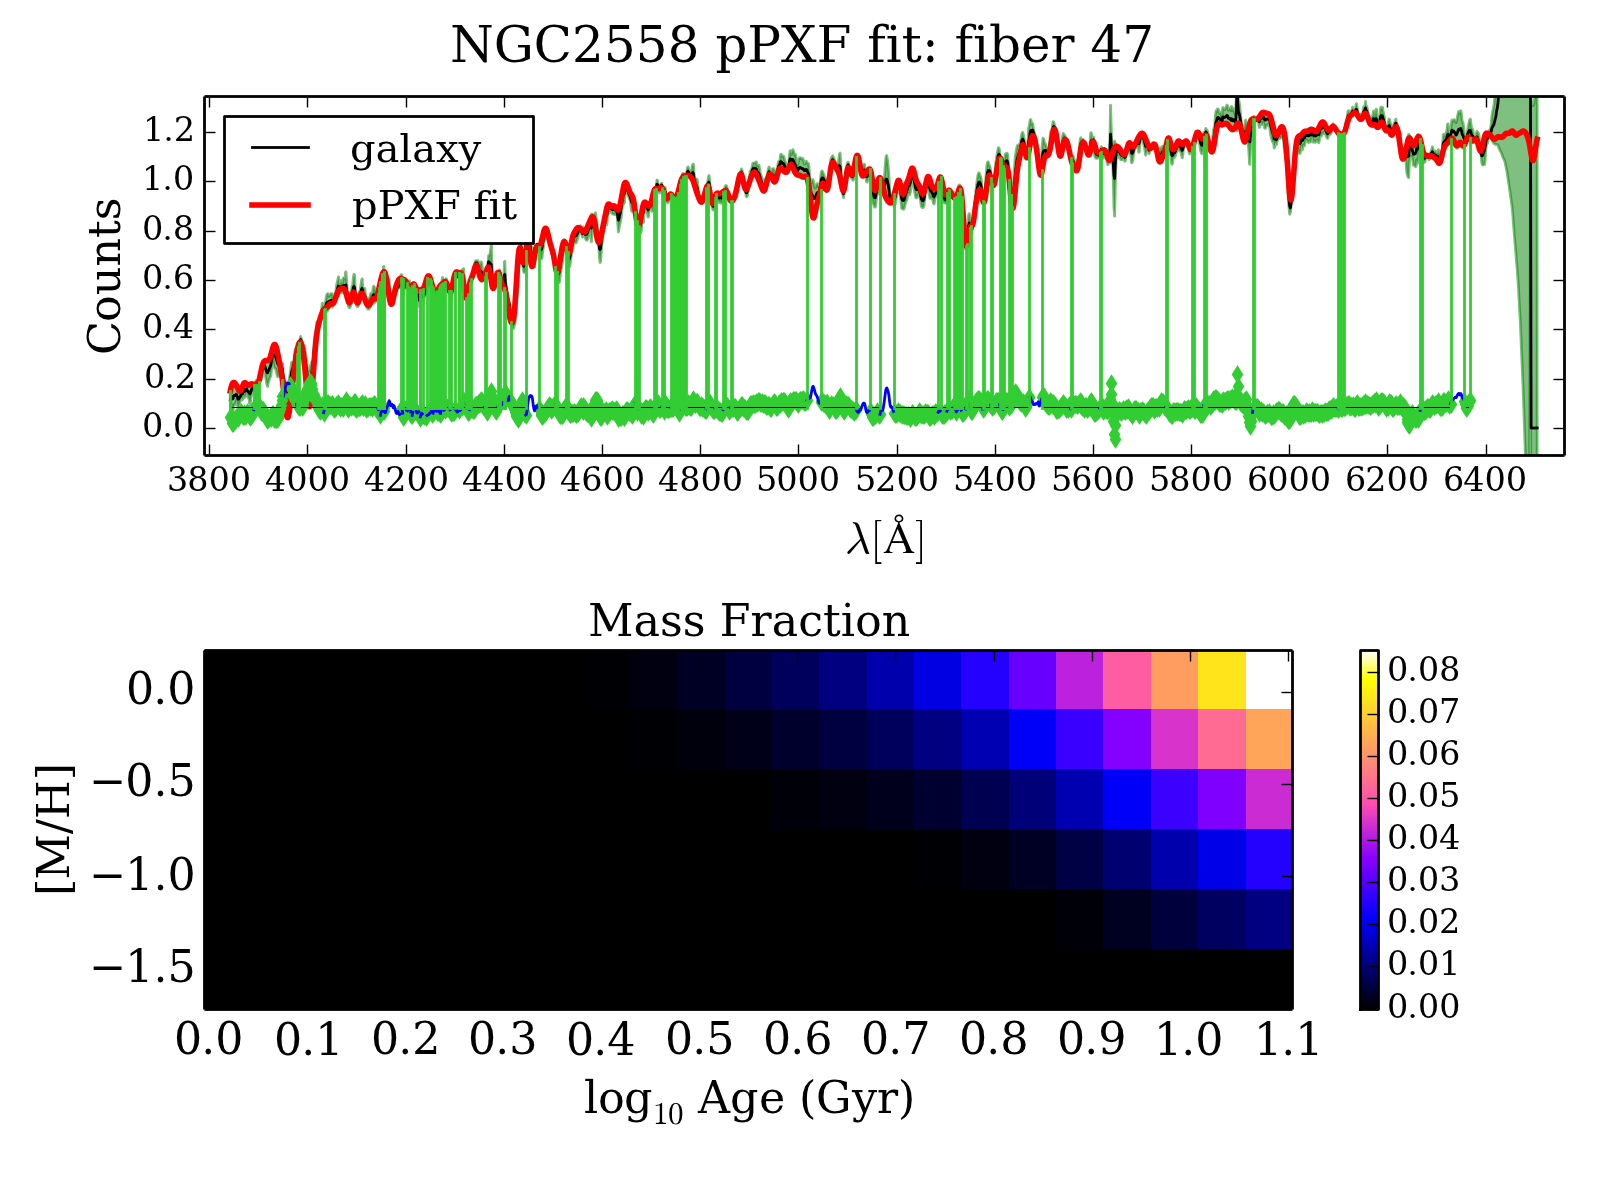 NGC2558 pPXF fit: fiber 47
galaxy
pPXF fit
Counts
1.2
1.0
0.8
0.6
0.4
0.2
0.0
3800 4000 4200 4400 4600 4800 5000 5200 5400 5600 5800 6000 6200 6400
λ[Å]
Mass Fraction
[M/H]
0.0
−0.5
−1.0
−1.5
0.0 0.1 0.2 0.3 0.4 0.5 0.6 0.7 0.8 0.9 1.0 1.1
log₁₀ Age (Gyr)
0.08
0.07
0.06
0.05
0.04
0.03
0.02
0.01
0.00